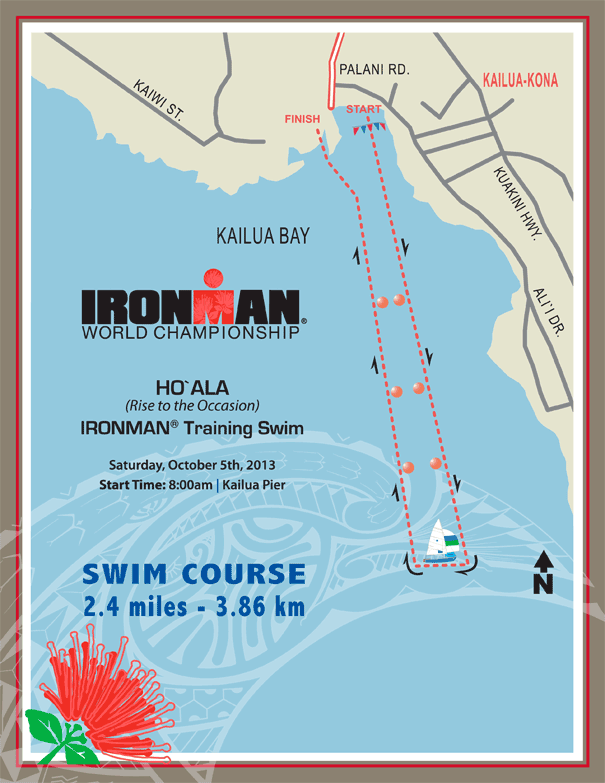 PALANI RD.
KAILUA-KONA
KAIWI ST.
START
FINISH
KUAKINI HWY.
KAILUA BAY
ALI`I DR.
IRONMAN®
WORLD CHAMPIONSHIP
HO`ALA
(Rise to the Occasion)
IRONMAN® Training Swim
Saturday, October 5th, 2013
Start Time: 8:00am | Kailua Pier
SWIM COURSE
2.4 miles - 3.86 km
N